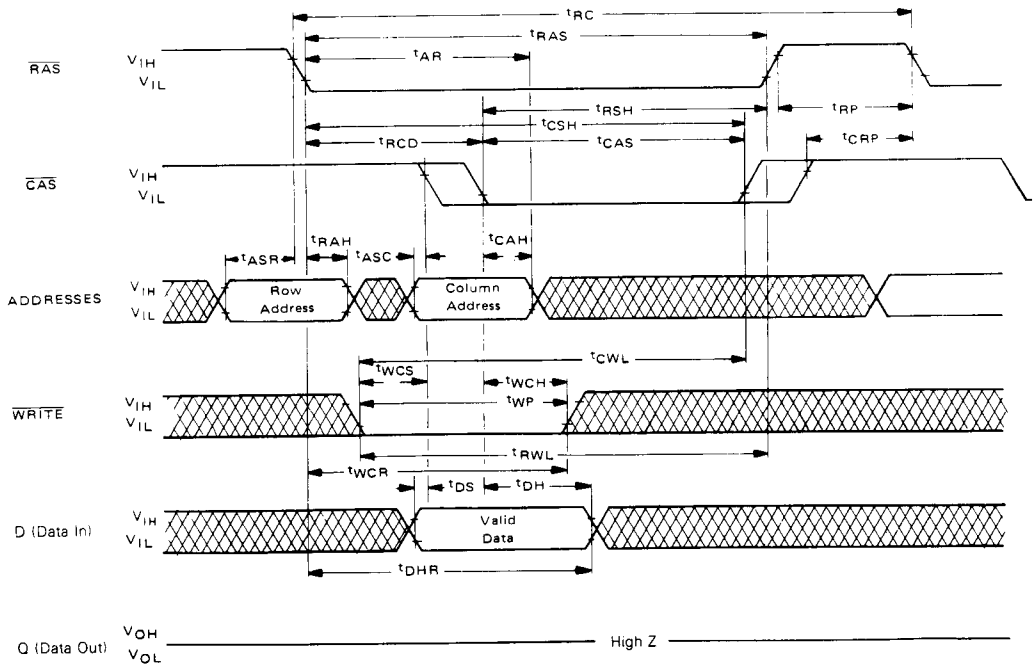 tRC
tRAS
RAS
VIH
VIL
tAR
tRSH
tRP
tCSH
tRCD
tCAS
tCRP
CAS
VIH
VIL
tASR
tRAH
tASC
tCAH
ADDRESSES
VIH
VIL
Row
Address
Column
Address
tCWL
tWCS
tWCH
tWP
WRITE
VIH
VIL
tRWL
tWCR
tDS
tDH
D (Data In)
VIH
VIL
Valid
Data
tDHR
Q (Data Out)
VOH
VOL
High Z